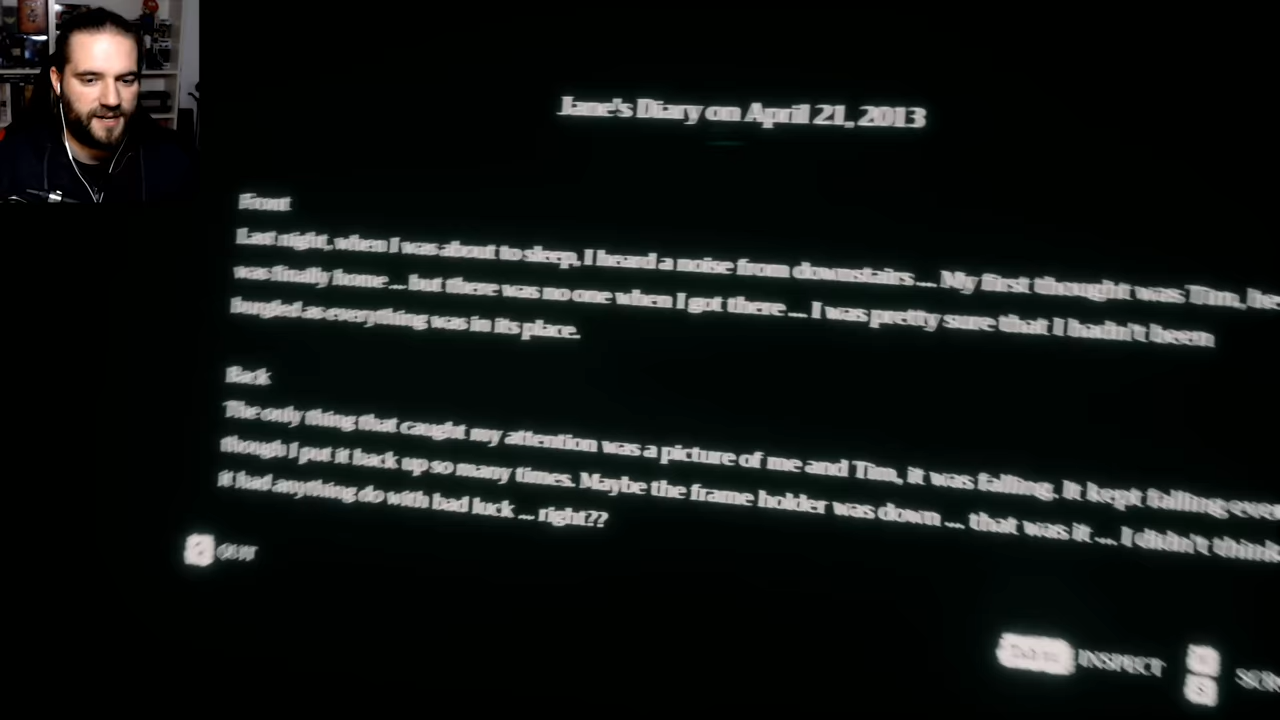 Jane's Diary on April 21, 2013
Front
Last night, when I was about to sleep, I heard a noise from downstairs ... My first thought was Tim,
was finally home ... but there was no one when I got there ... I was pretty sure that I hadn't been
burgled as everything was in its place.
Back
The only thing that caught my attention was a picture of me and Tim, it was falling. It kept falling even
though I put it back up so many times. Maybe the frame holder was down ... that was it ... I didn't think
it had anything do with bad luck ... right??
QUIT
INSPECT